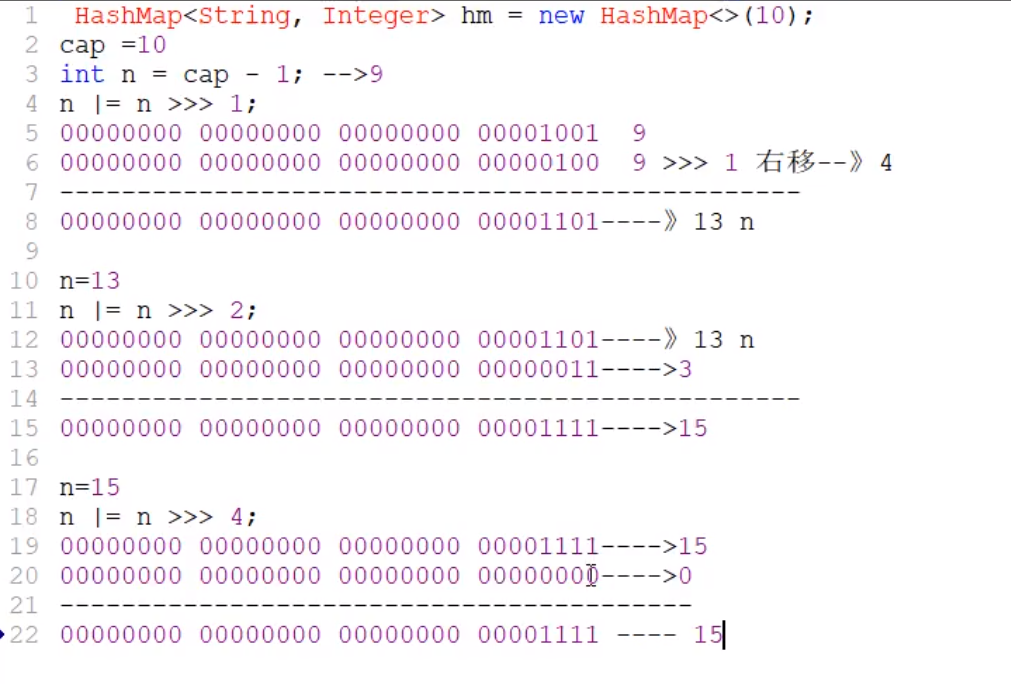 1 HashMap<String, Integer> hm = new HashMap<>(10);
2 cap =10
3 int n = cap - 1; -->9
4 n |= n >>> 1;
5 00000000 00000000 00000000 00001001 9
6 00000000 00000000 00000000 00000100 9 >>> 1 右移--》4
7 ------------------------------------------------
8 00000000 00000000 00000000 00001101----》13 n
9
10 n=13
11 n |= n >>> 2;
12 00000000 00000000 00000000 00001101----》13 n
13 00000000 00000000 00000000 00000011---->3
14 ------------------------------------------------
15 00000000 00000000 00000000 00001111---->15
16
17 n=15
18 n |= n >>> 4;
19 00000000 00000000 00000000 00001111---->15
20 00000000 00000000 00000000 00000000---->0
21 -----------------------------------------
22 00000000 00000000 00000000 00001111 ---- 15